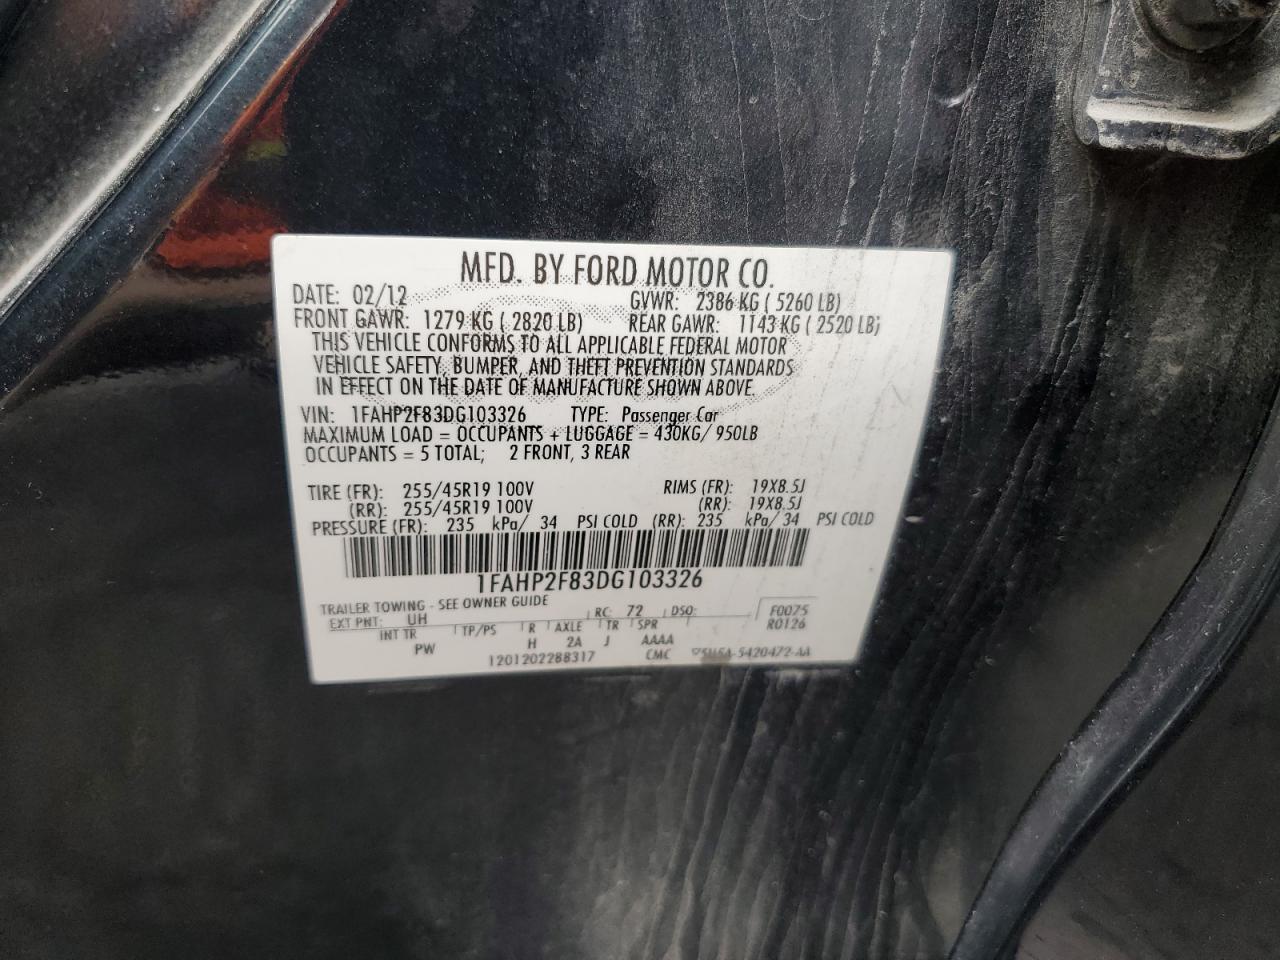 MFD. BY FORD MOTOR CO.
DATE: 02/12 GVWR: 2386 KG ( 5260 LB)
FRONT GAWR: 1279 KG ( 2820 LB) REAR GAWR: 1143 KG ( 2520 LB)
THIS VEHICLE CONFORMS TO ALL APPLICABLE FEDERAL MOTOR
VEHICLE SAFETY, BUMPER, AND THEFT PREVENTION STANDARDS
IN EFFECT ON THE DATE OF MANUFACTURE SHOWN ABOVE.
VIN: 1FAHP2F83DG103326 TYPE: Passenger Car
MAXIMUM LOAD = OCCUPANTS + LUGGAGE = 430KG/ 950LB
OCCUPANTS = 5 TOTAL; 2 FRONT, 3 REAR
TIRE (FR): 255/45R19 100V RIMS (FR): 19X8.5J
(RR): 255/45R19 100V (RR): 19X8.5J
PRESSURE (FR): 235 kPa/ 34 PSI COLD (RR): 235 kPa/ 34 PSI COLD
1FAHP2F83DG103326
TRAILER TOWING - SEE OWNER GUIDE
EXT PNT: UH RC: 72 DSO: F0075
R0126
INT TR TP/PS R AXLE TR SPR
PW H 2A J AAAA
1201202288317 CMC 5420472-AA